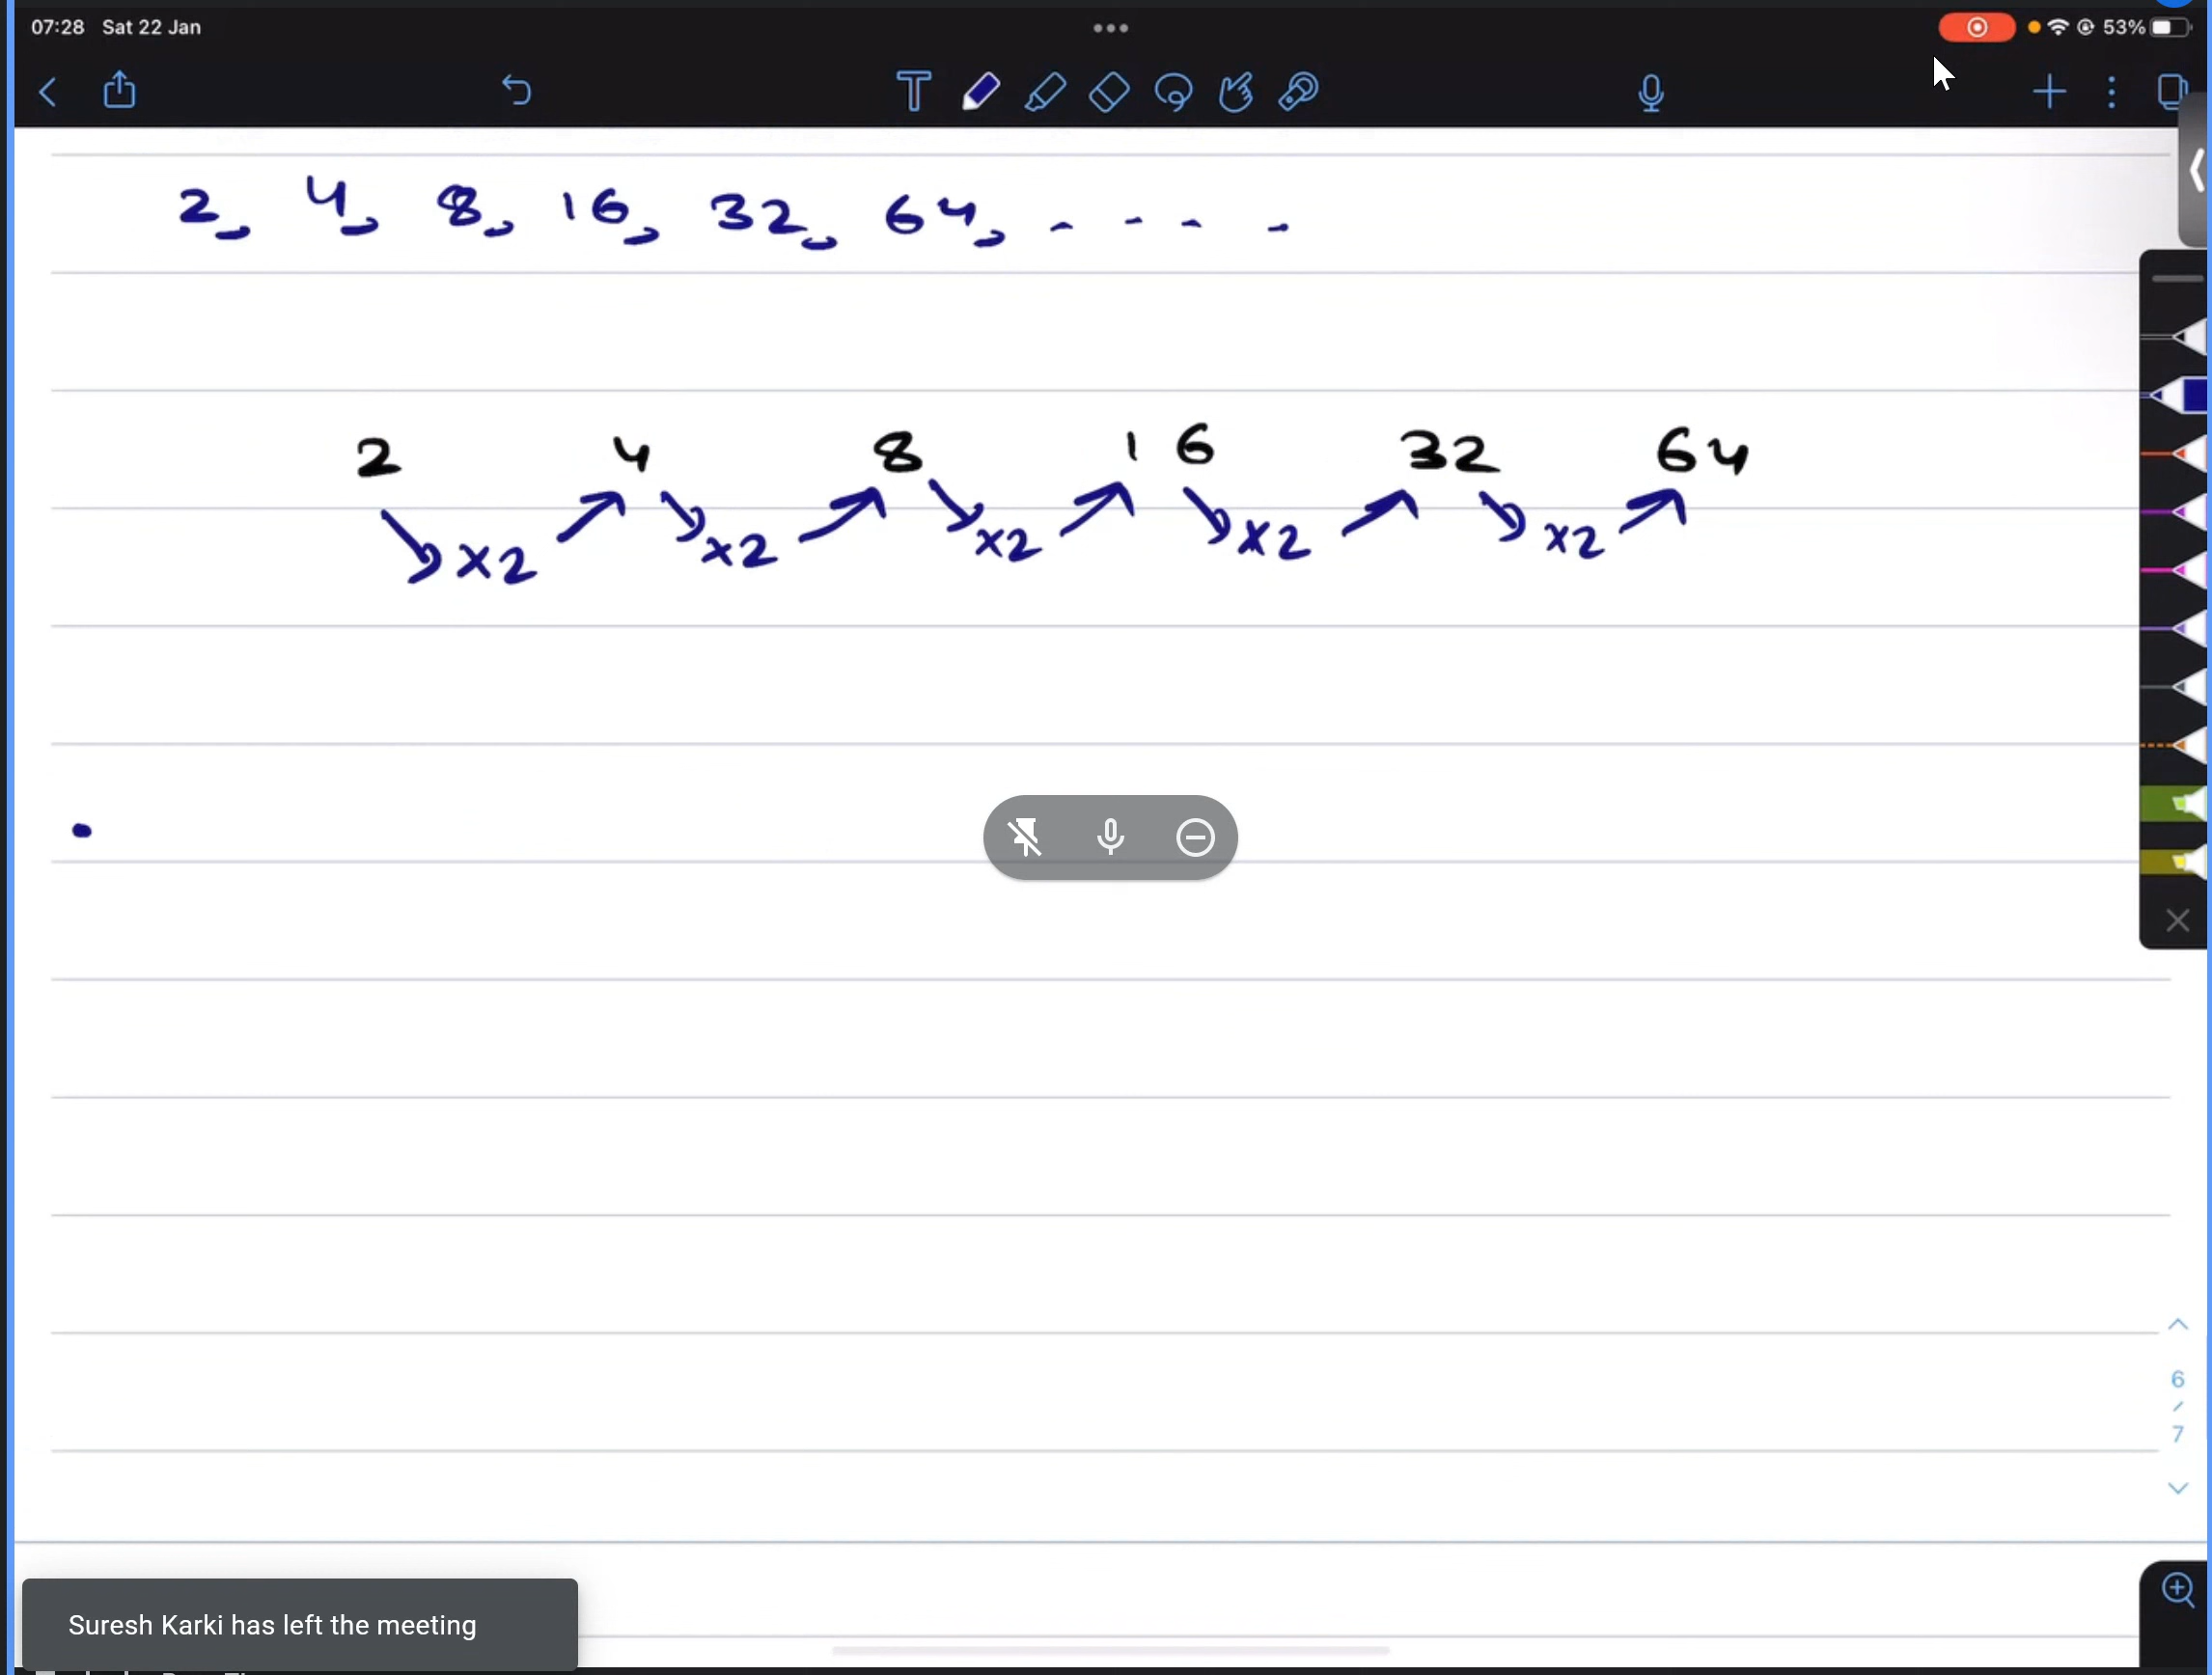 07:28 Sat 22 Jan
53%
2, 4, 8, 16, 32, 64, - - - -
2 4 8 16 32 64
x2 x2 x2 x2 x2
6
/
7
Suresh Karki has left the meeting